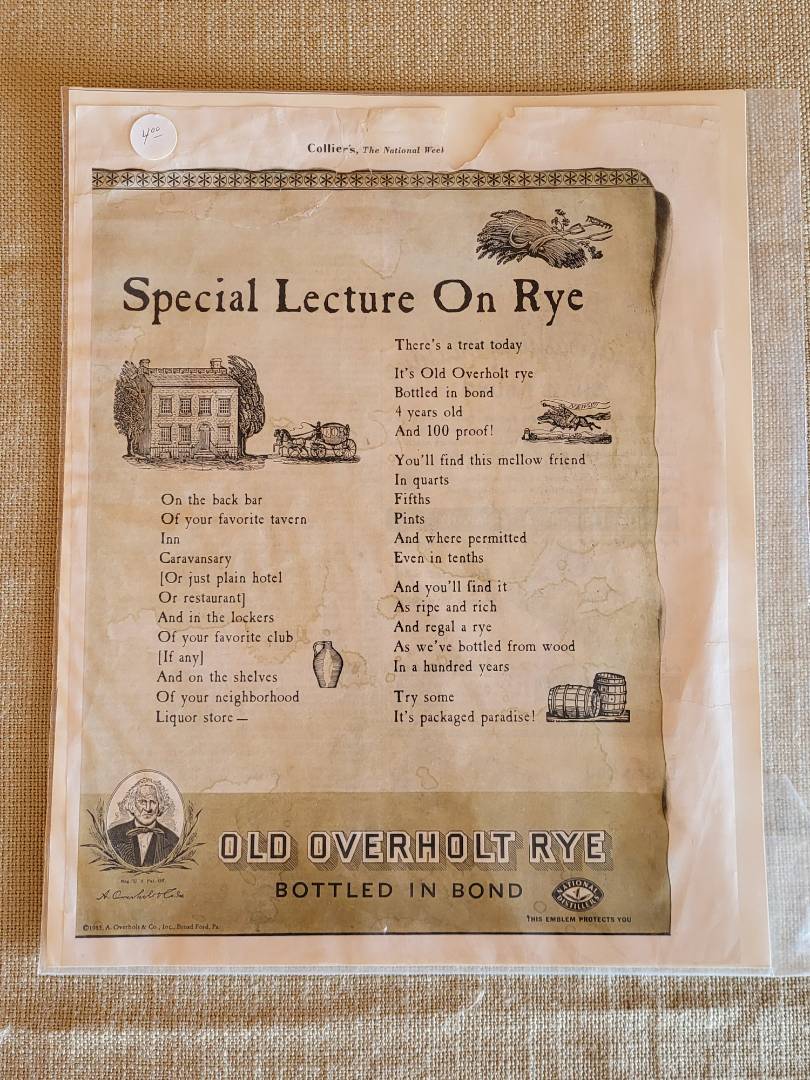 4.00
Collier's, The National Week
Special Lecture On Rye
On the back bar
Of your favorite tavern
Inn
Caravansary
[Or just plain hotel
Or restaurant]
And in the lockers
Of your favorite club
[If any]
And on the shelves
Of your neighborhood
Liquor store—
There's a treat today
It's Old Overholt rye
Bottled in bond
4 years old
And 100 proof!
You'll find this mellow friend
In quarts
Fifths
Pints
And where permitted
Even in tenths
And you'll find it
As ripe and rich
And regal a rye
As we've bottled from wood
In a hundred years
Try some
It's packaged paradise!
Reg. U. S. Pat. Off.
A. Overholt & Co.
OLD OVERHOLT RYE
BOTTLED IN BOND
NATIONAL
DISTILLERS
THIS EMBLEM PROTECTS YOU
A. Overholt & Co., Inc., Broad Ford, Pa.